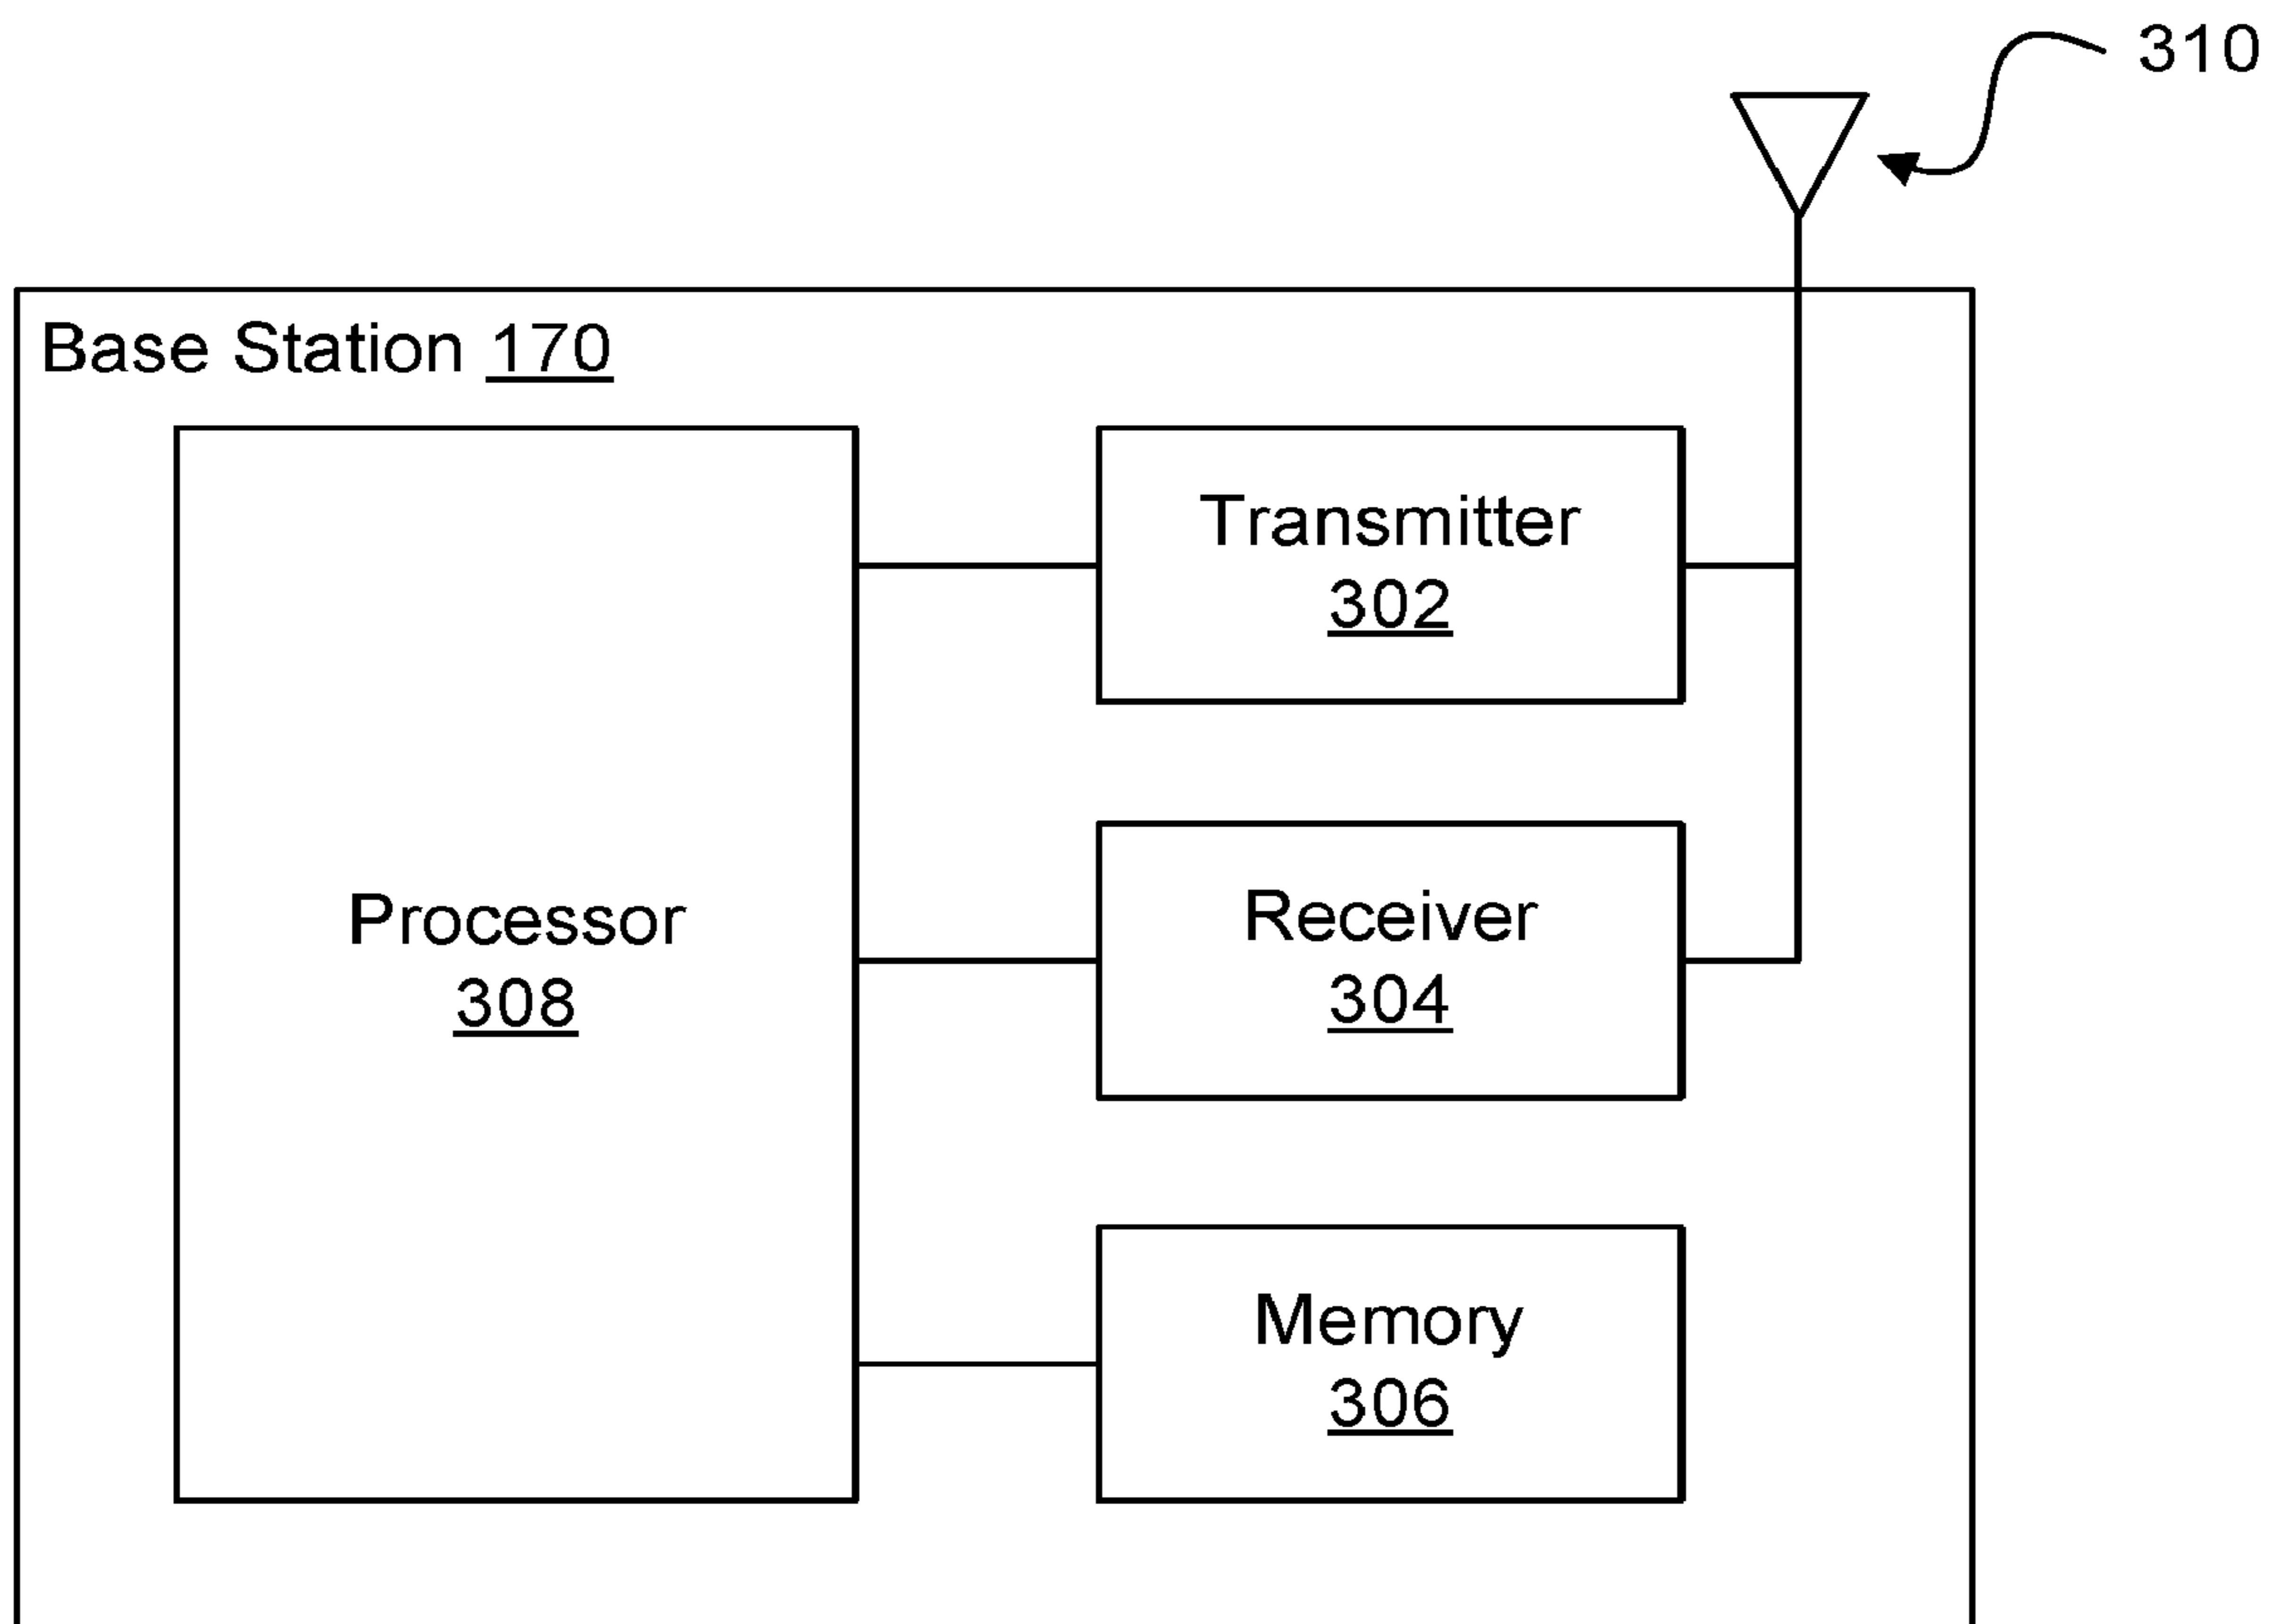 310
Base Station 170
Transmitter
302
Processor
308
Receiver
304
Memory
306